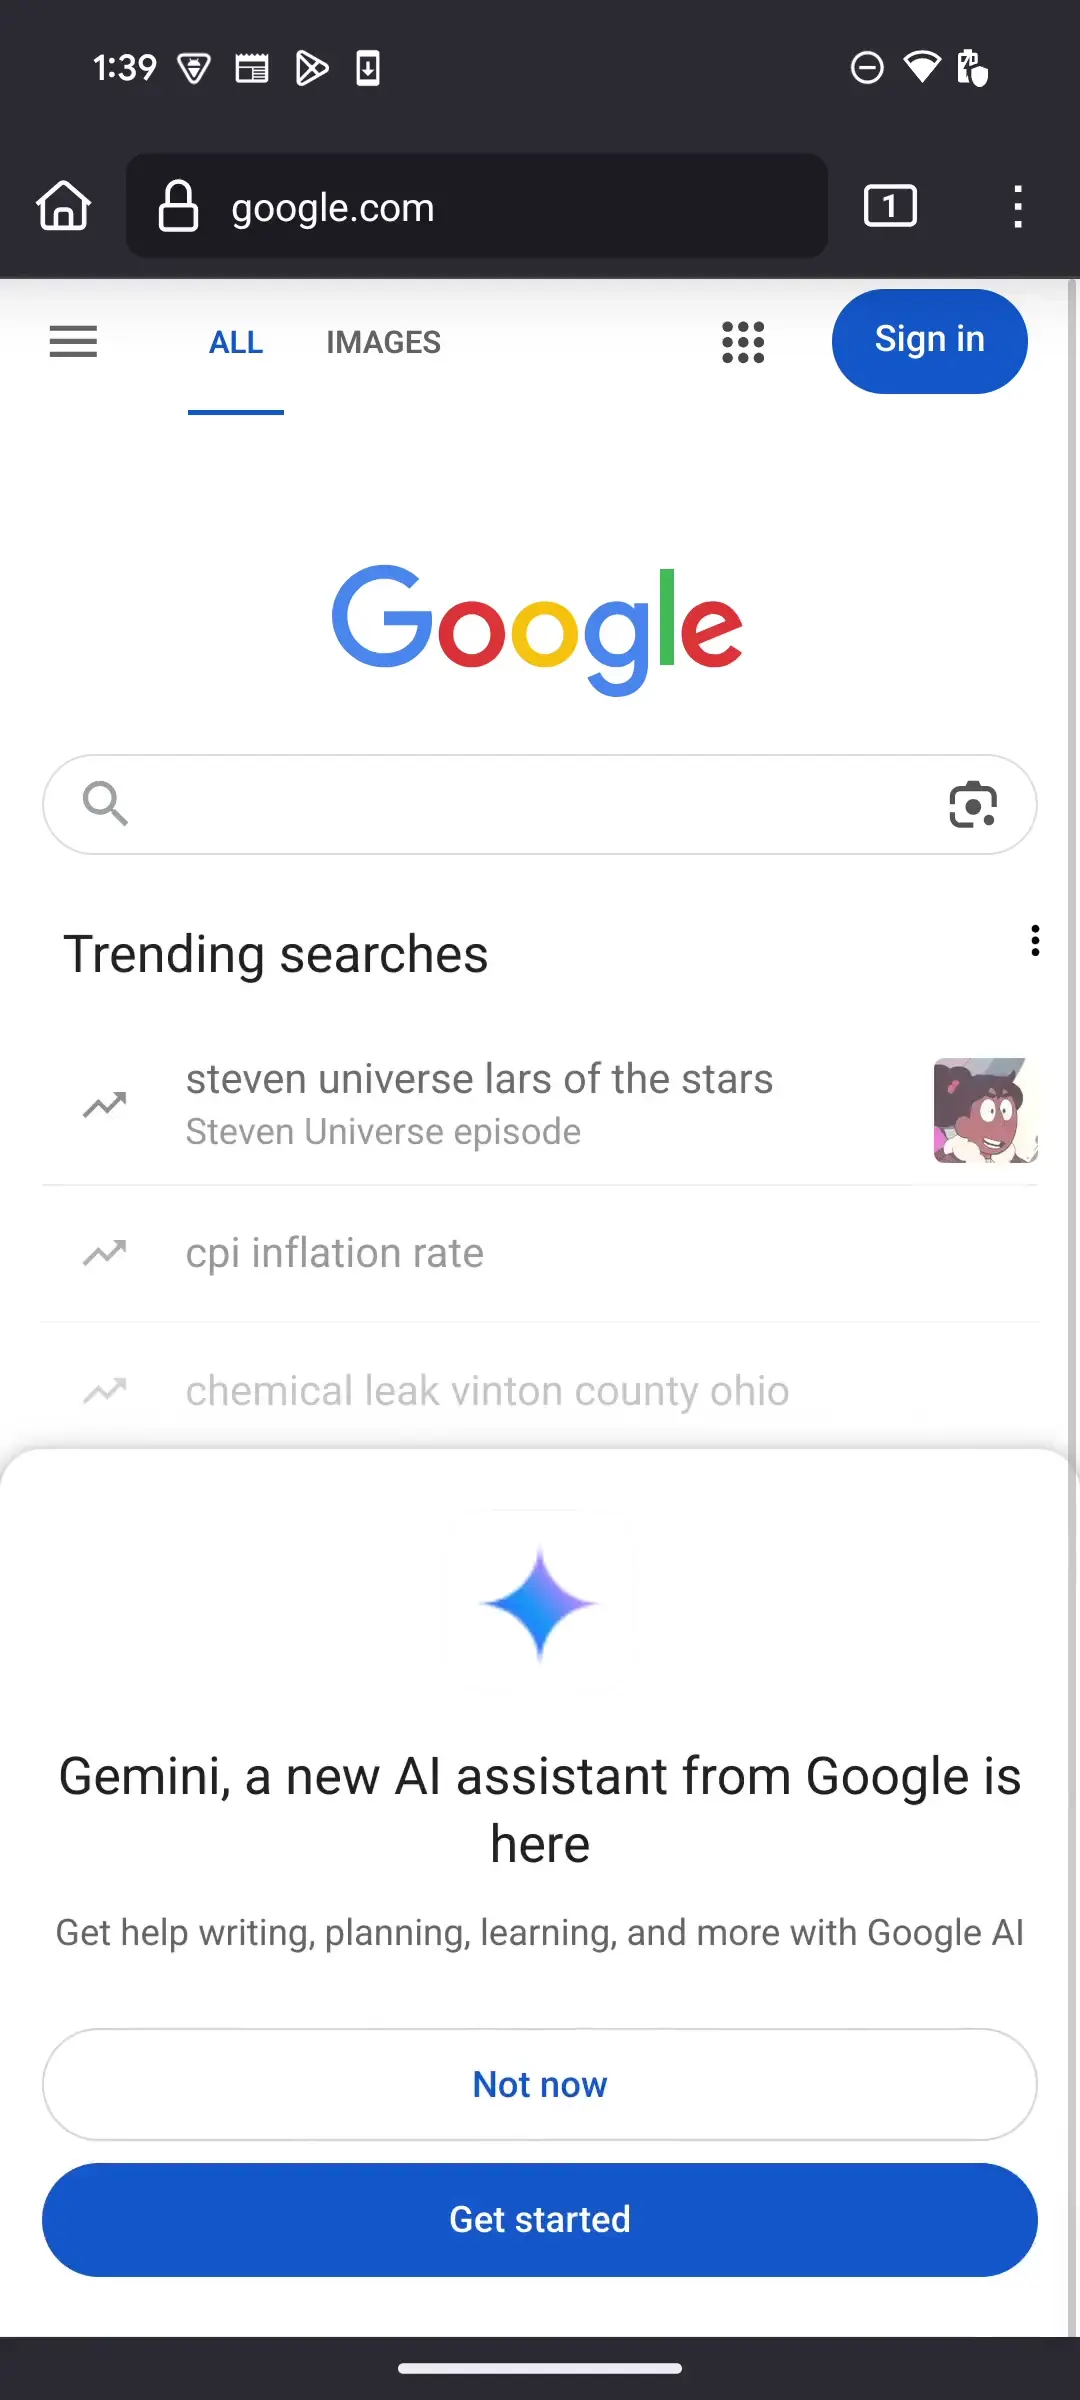 1:39
google.com
1
ALL
IMAGES
Sign in
Google
Trending searches
steven universe lars of the stars
Steven Universe episode
cpi inflation rate
chemical leak vinton county ohio
Gemini, a new AI assistant from Google is
here
Get help writing, planning, learning, and more with Google AI
Not now
Get started